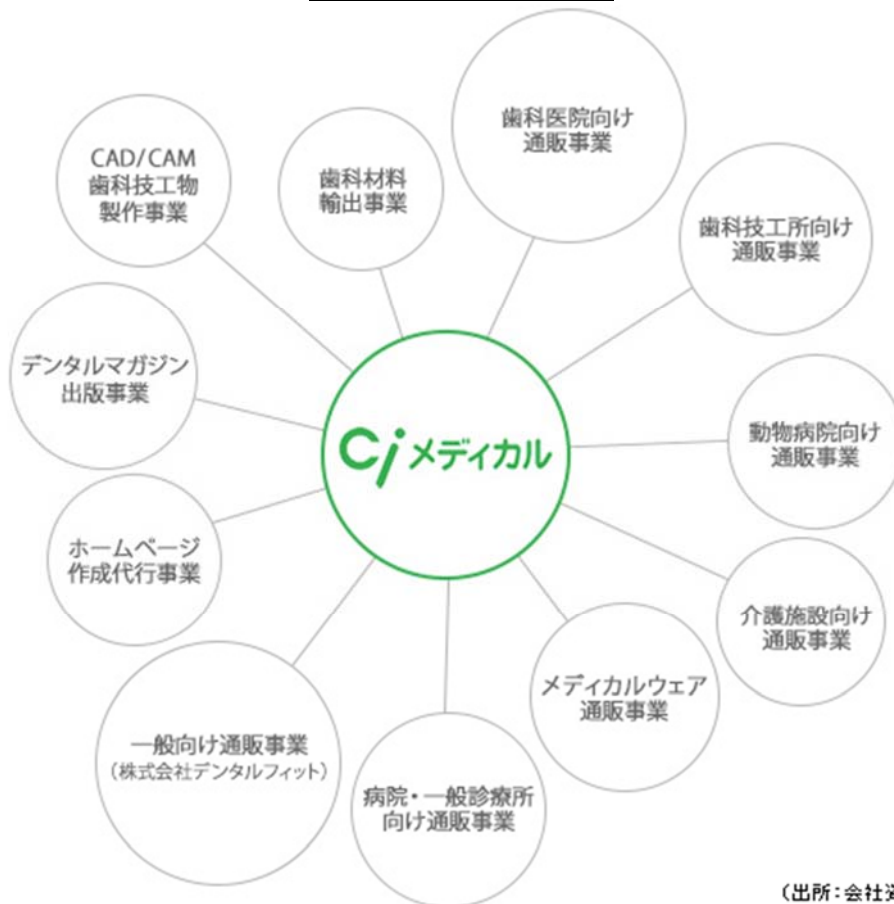 歯科医院向け
通販事業
CAD/CAM
歯科技工物
製作事業
歯科材料
輸出事業
歯科技工所向け
通販事業
デンタルマガジン
出版事業
Ciメディカル
動物病院向け
通販事業
ホームページ
作成代行事業
介護施設向け
通販事業
メディカルウェア
通販事業
一般向け通販事業
(株式会社デンタルフィット)
病院・一般診療所
向け通販事業
(出所:会社